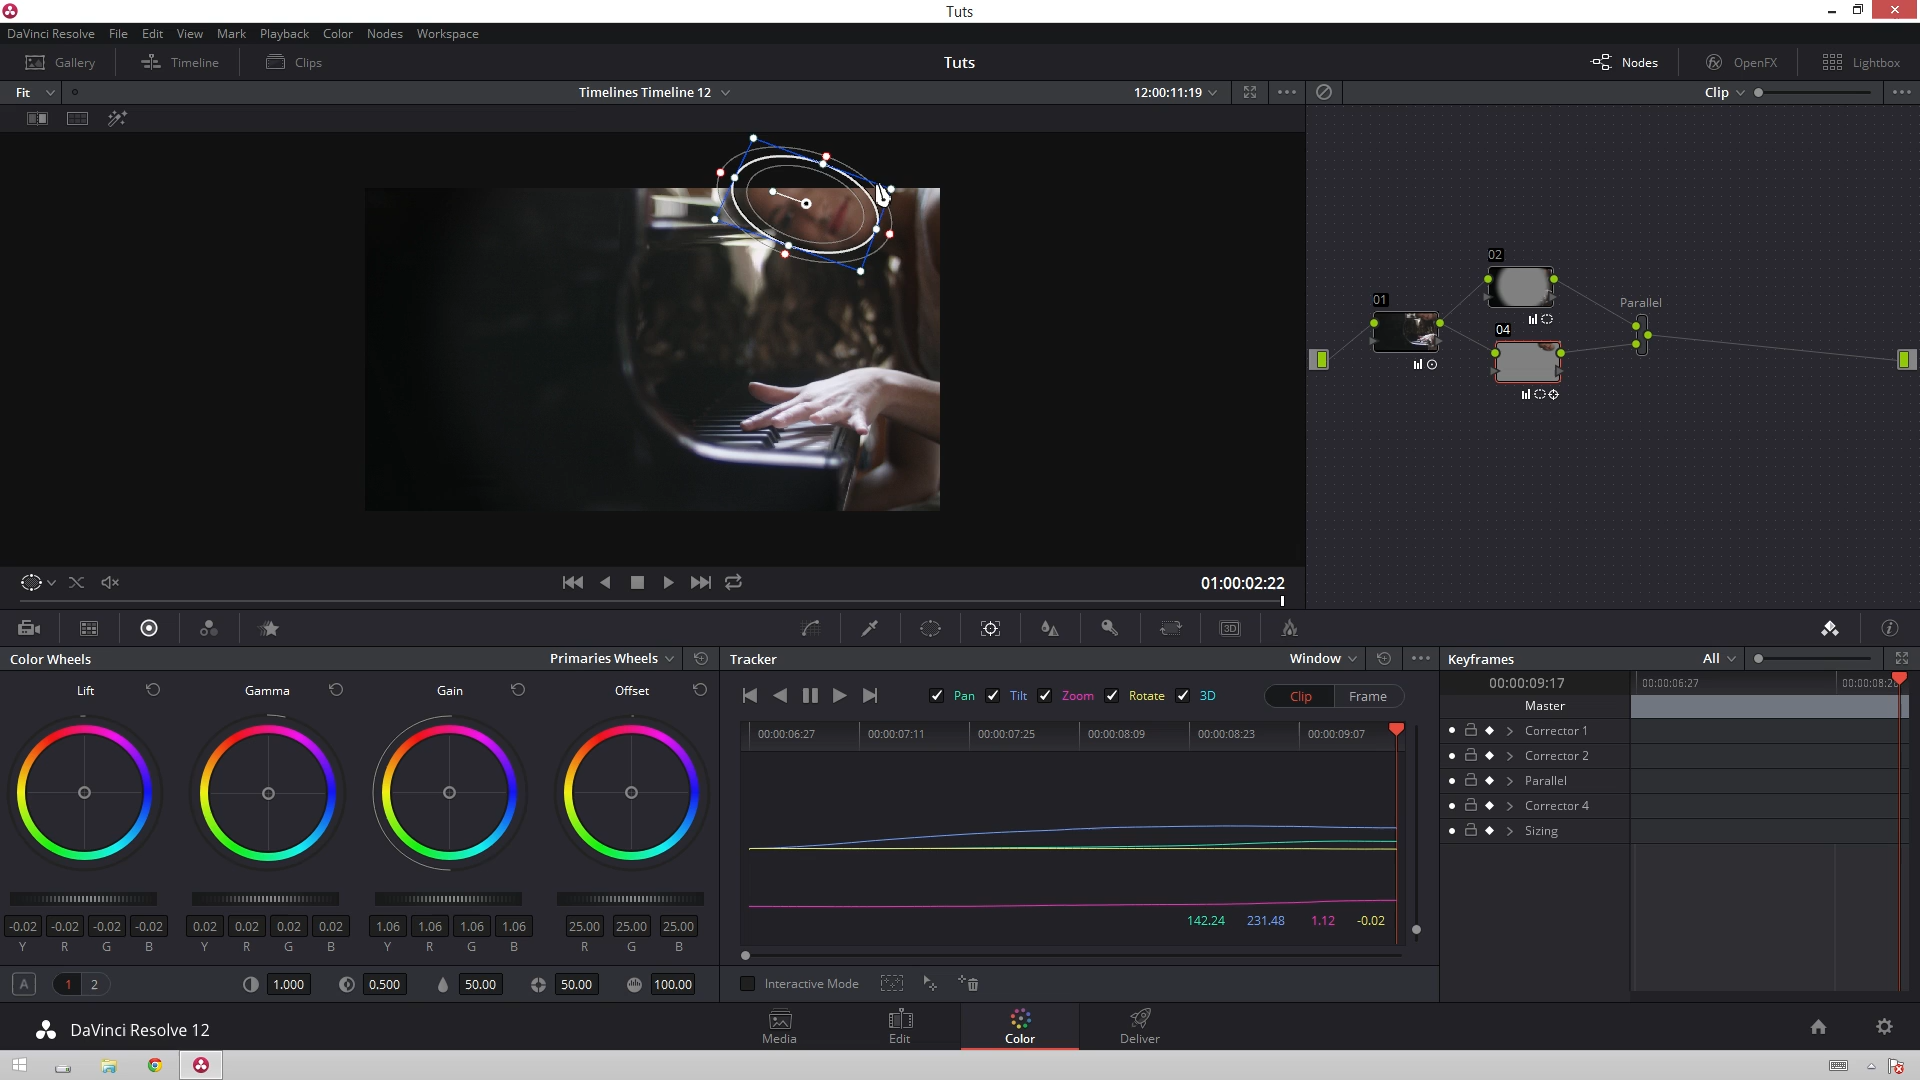 Tuts
DaVinci Resolve File Edit View Mark Playback Color Nodes Workspace
Gallery Timeline Clips Tuts Nodes OpenFX Lightbox
Fit Timelines Timeline 12 12:00:11:19 Clip
02
01
Parallel
04
01:00:02:22
3D
Color Wheels Primaries Wheels Tracker Window Keyframes All
Lift Gamma Gain Offset
Pan Tilt Zoom Rotate 3D Clip Frame
00:00:09:17 00:00:06:27
Master
00:00:06:27 00:00:07:11 00:00:07:25 00:00:08:09 00:00:08:23 00:00:09:07
Corrector 1
Corrector 2
Parallel
Corrector 4
Sizing
142.24 231.48 1.12 -0.02
-0.02 -0.02 -0.02 -0.02 0.02 0.02 0.02 0.02 1.06 1.06 1.06 1.06 25.00 25.00 25.00
Y R G B Y R G B Y R G B R G B
A 1 2 1.000 0.500 50.00 50.00 100.00
Interactive Mode
DaVinci Resolve 12
Media Edit Color Deliver